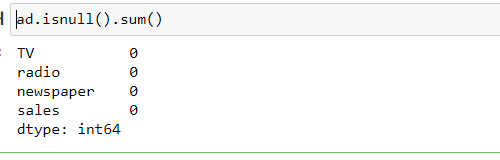 ad.isnull().sum()
TV 0
radio 0
newspaper 0
sales 0
dtype: int64